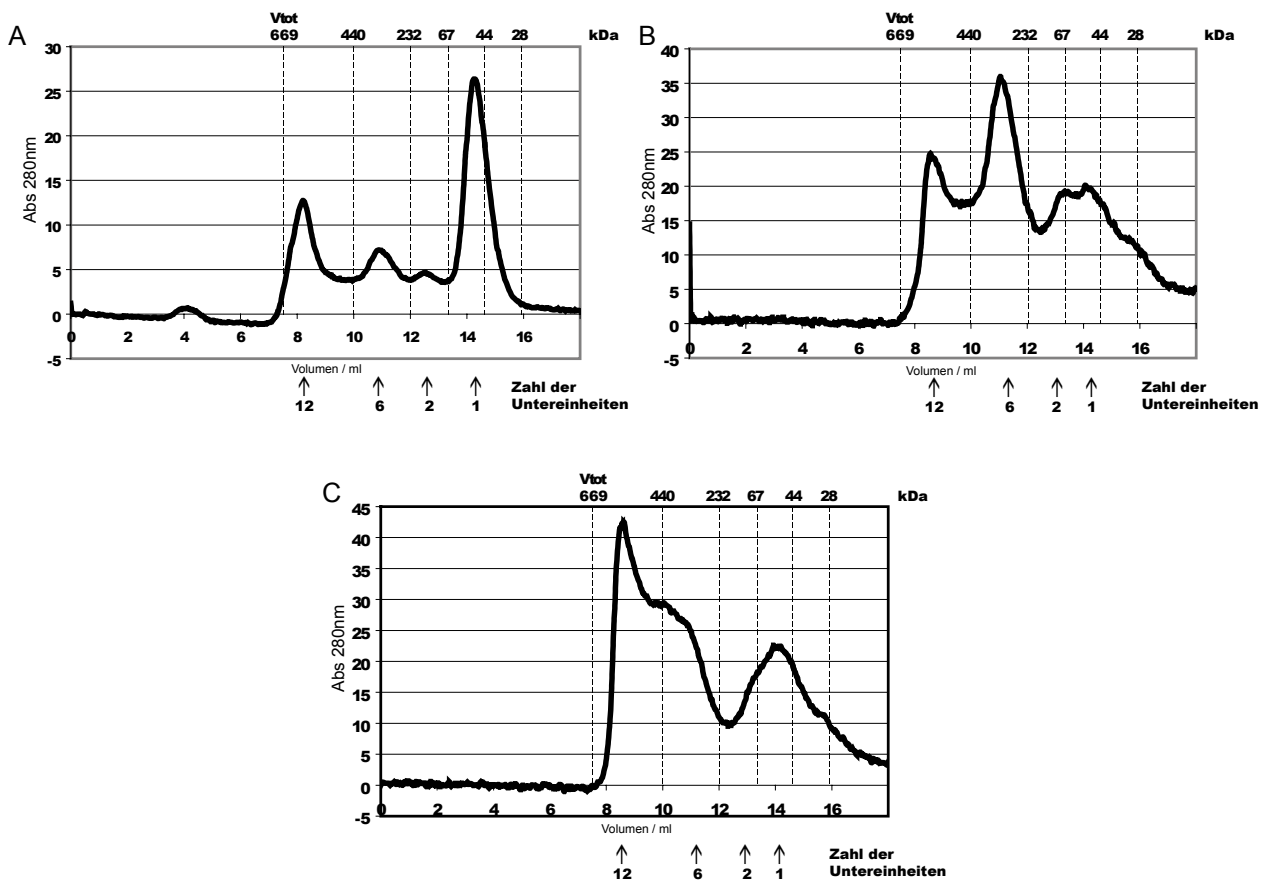 A
Vtot
669 440 232 67 44 28 kDa
30
25
20
15
10
5
0
-5
Abs 280nm
0 2 4 6 8 10 12 14 16
Volumen / ml
12 6 2 1
Zahl der
Untereinheiten
B
Vtot
669 440 232 67 44 28 kDa
40
35
30
25
20
15
10
5
0
-5
Abs 280nm
0 2 4 6 8 10 12 14 16
Volumen / ml
12 6 2 1
Zahl der
Untereinheiten
C
Vtot
669 440 232 67 44 28 kDa
45
40
35
30
25
20
15
10
5
0
-5
Abs 280nm
0 2 4 6 8 10 12 14 16
Volumen / ml
12 6 2 1
Zahl der
Untereinheiten